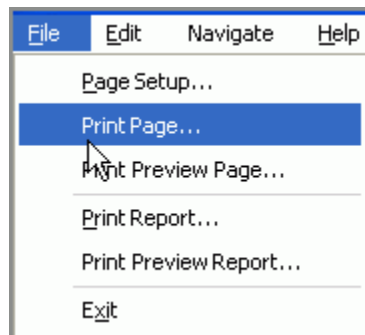 File Edit Navigate Help
Page Setup...
Print Page...
Print Preview Page...
Print Report...
Print Preview Report...
Exit